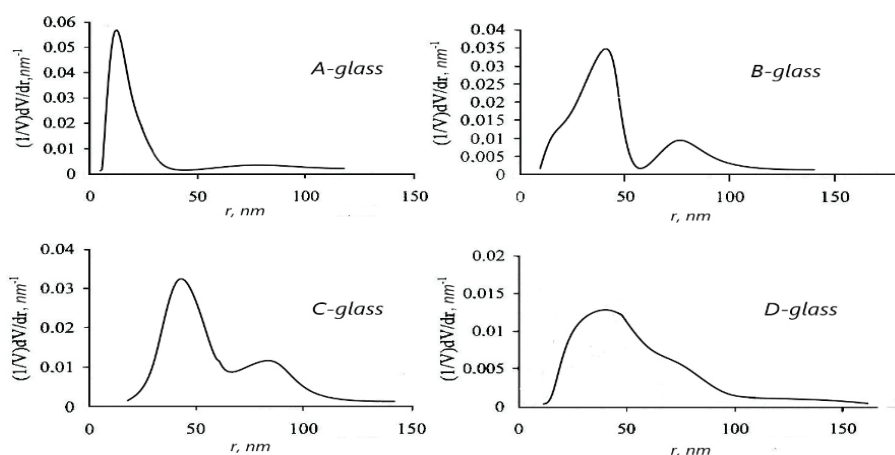 0.06
0.05
0.04
0.03
0.02
0.01
0
(1/V)dV/dr,nm⁻¹
A-glass
0 50 100 150
r, nm
0.04
0.035
0.03
0.025
0.02
0.015
0.01
0.005
0
(1/V)dV/dr, nm⁻¹
B-glass
0 50 100 150
r, nm
0.04
0.03
0.02
0.01
0
(1/V)dV/dr, nm⁻¹
C-glass
0 50 100 150
r, nm
0.02
0.015
0.01
0.005
0
(1/V)dV/dr, nm⁻¹
D-glass
0 50 100 150
r, nm